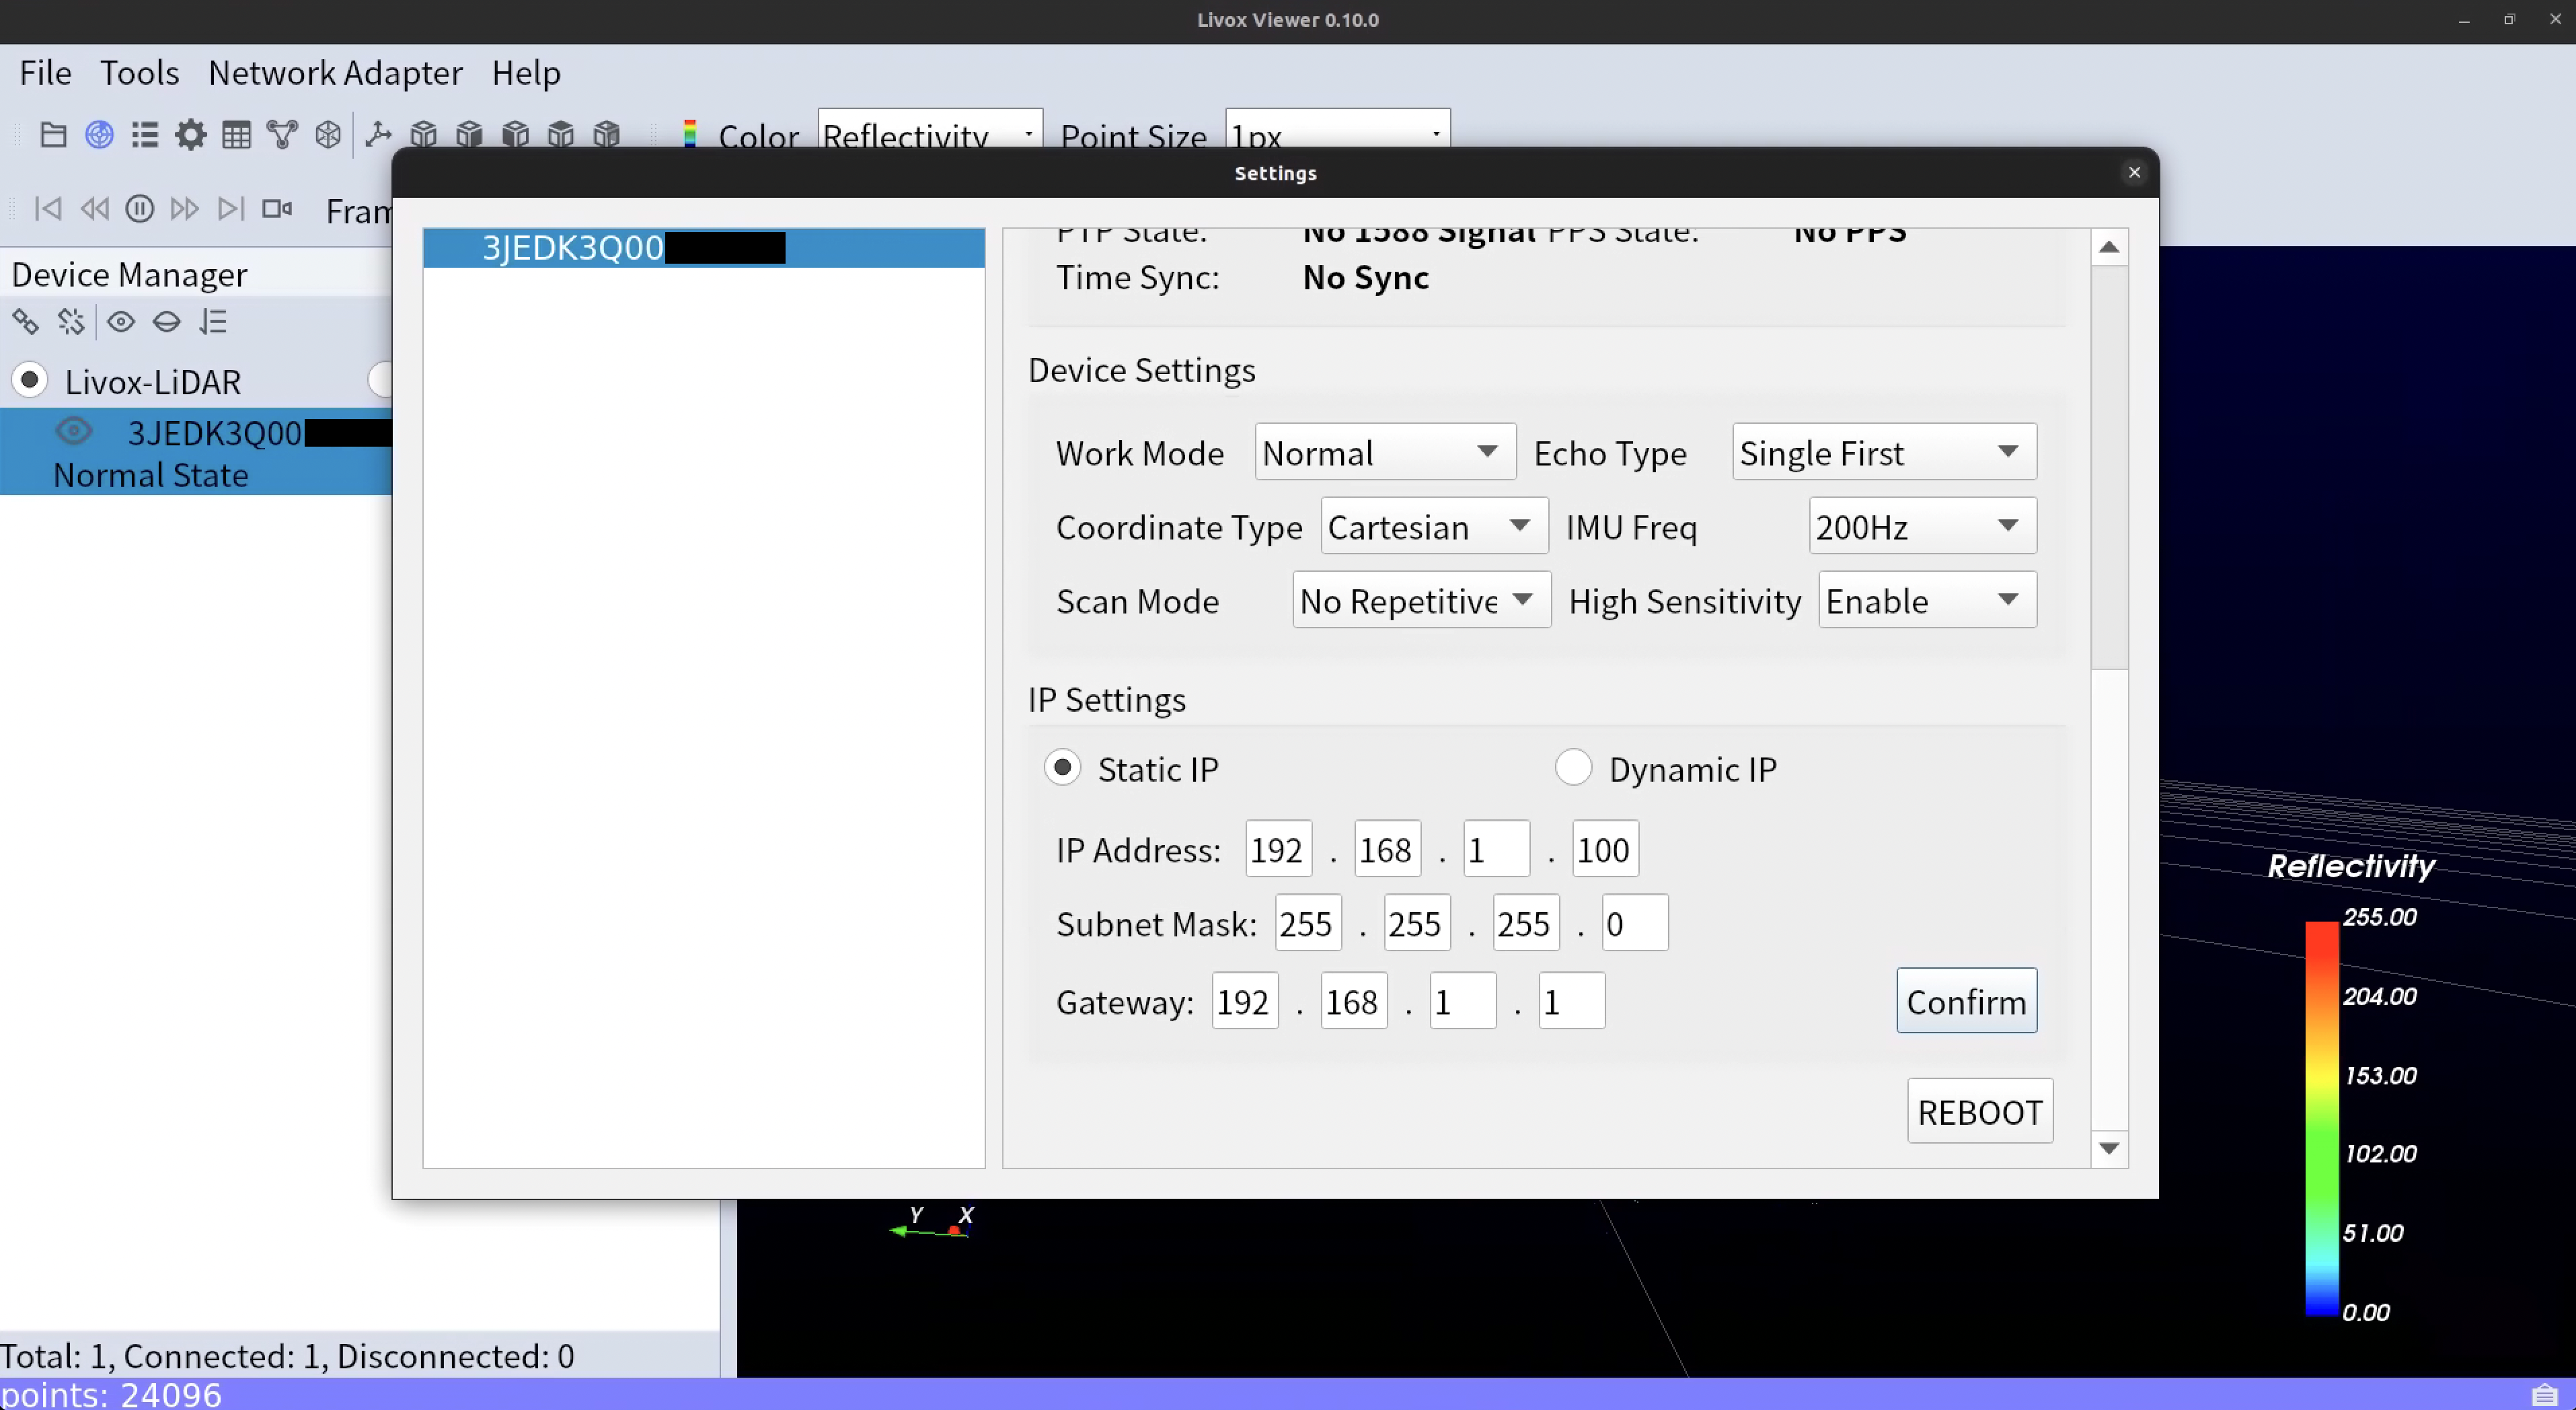 Livox Viewer 0.10.0
File Tools Network Adapter Help
Color Reflectivity Point Size 1px
Settings
Fram
3JEDK3Q00
PTP State: No 1588 Signal PPS State: No PPS
Time Sync: No Sync
Device Manager
Livox-LiDAR
3JEDK3Q00
Normal State
Device Settings
Work Mode Normal Echo Type Single First
Coordinate Type Cartesian IMU Freq 200Hz
Scan Mode No Repetitive High Sensitivity Enable
IP Settings
Static IP Dynamic IP
IP Address: 192 . 168 . 1 . 100
Subnet Mask: 255 . 255 . 255 . 0
Gateway: 192 . 168 . 1 . 1 Confirm
REBOOT
Reflectivity
255.00
204.00
153.00
102.00
51.00
0.00
Y X
Total: 1, Connected: 1, Disconnected: 0
points: 24096